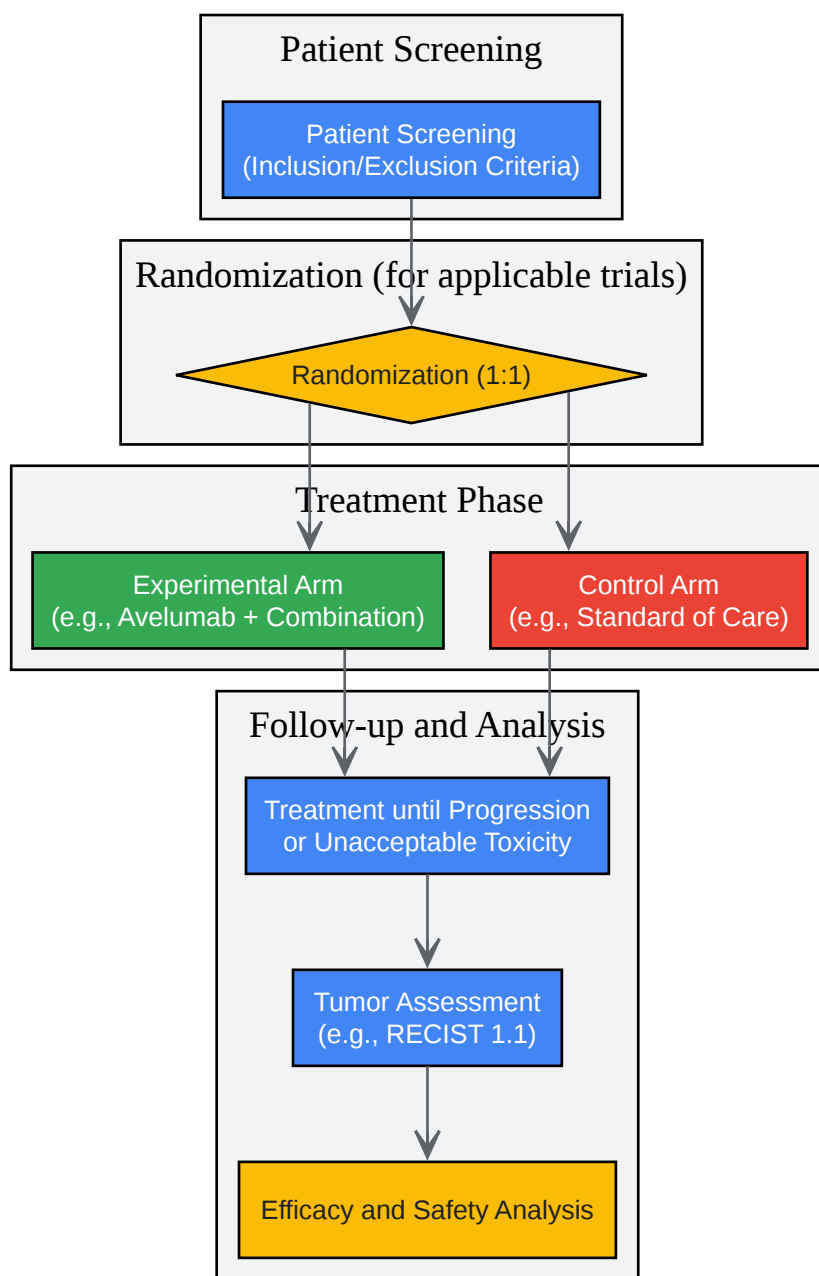 Patient Screening
Patient Screening
(Inclusion/Exclusion Criteria)
Randomization (for applicable trials)
Randomization (1:1)
Treatment Phase
Experimental Arm
(e.g., Avelumab + Combination)
Control Arm
(e.g., Standard of Care)
Follow-up and Analysis
Treatment until Progression
or Unacceptable Toxicity
Tumor Assessment
(e.g., RECIST 1.1)
Efficacy and Safety Analysis